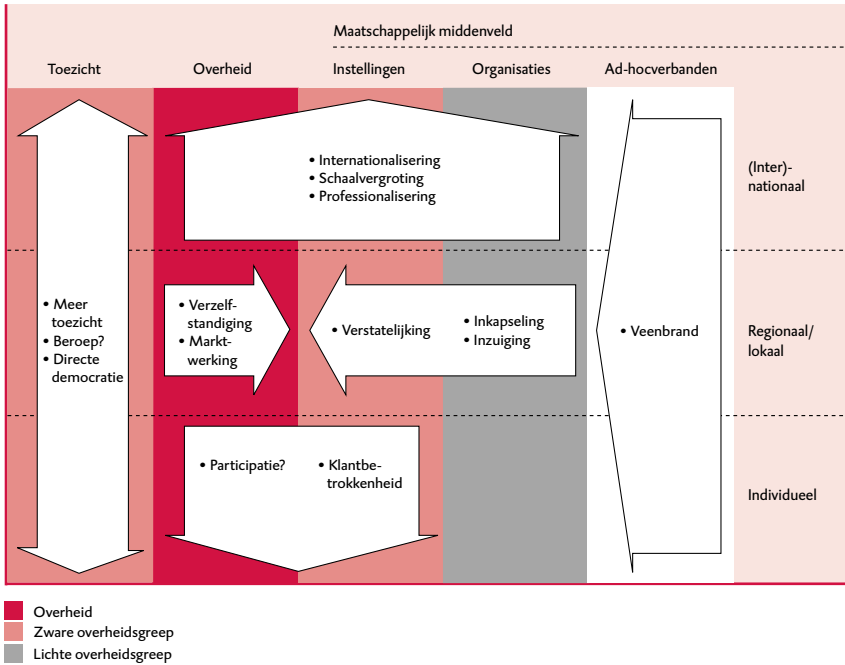 Maatschappelijk middenveld
Toezicht
Overheid
Instellingen
Organisaties
Ad-hocverbanden
• Internationalisering
• Schaalvergroting
• Professionalisering
(Inter)-
nationaal
• Meer
toezicht
• Beroep?
• Directe
democratie
• Verzelf-
standiging
• Markt-
werking
• Verstatelijking
• Inkapseling
• Inzuiging
• Veenbrand
Regionaal/
lokaal
• Participatie?
• Klantbe-
trokkenheid
Individueel
Overheid
Zware overheidsgreep
Lichte overheidsgreep